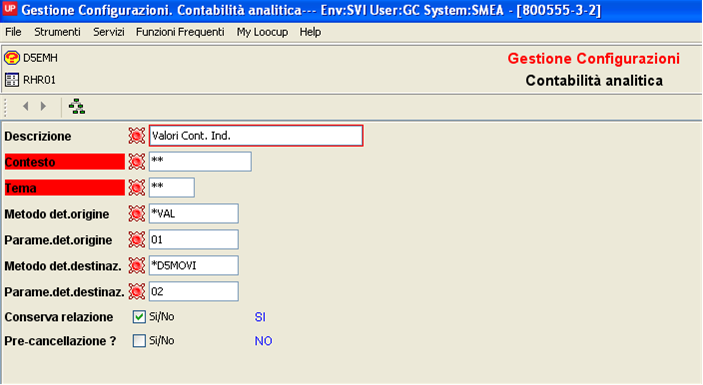 UP Gestione Configurazioni. Contabilità analitica--- Env:SVI User:GC System:SMEA - [800555-3-2]
File Strumenti Servizi Funzioni Frequenti My Loocup Help
D5EMH
Gestione Configurazioni
RHR01
Contabilità analitica
Descrizione Valori Cont. Ind.
Contesto **
Tema **
Metodo det.origine *VAL
Parame.det.origine 01
Metodo det.destinaz. *D5MOVI
Parame.det.destinaz. 02
Conserva relazione Si/No SI
Pre-cancellazione ? Si/No NO